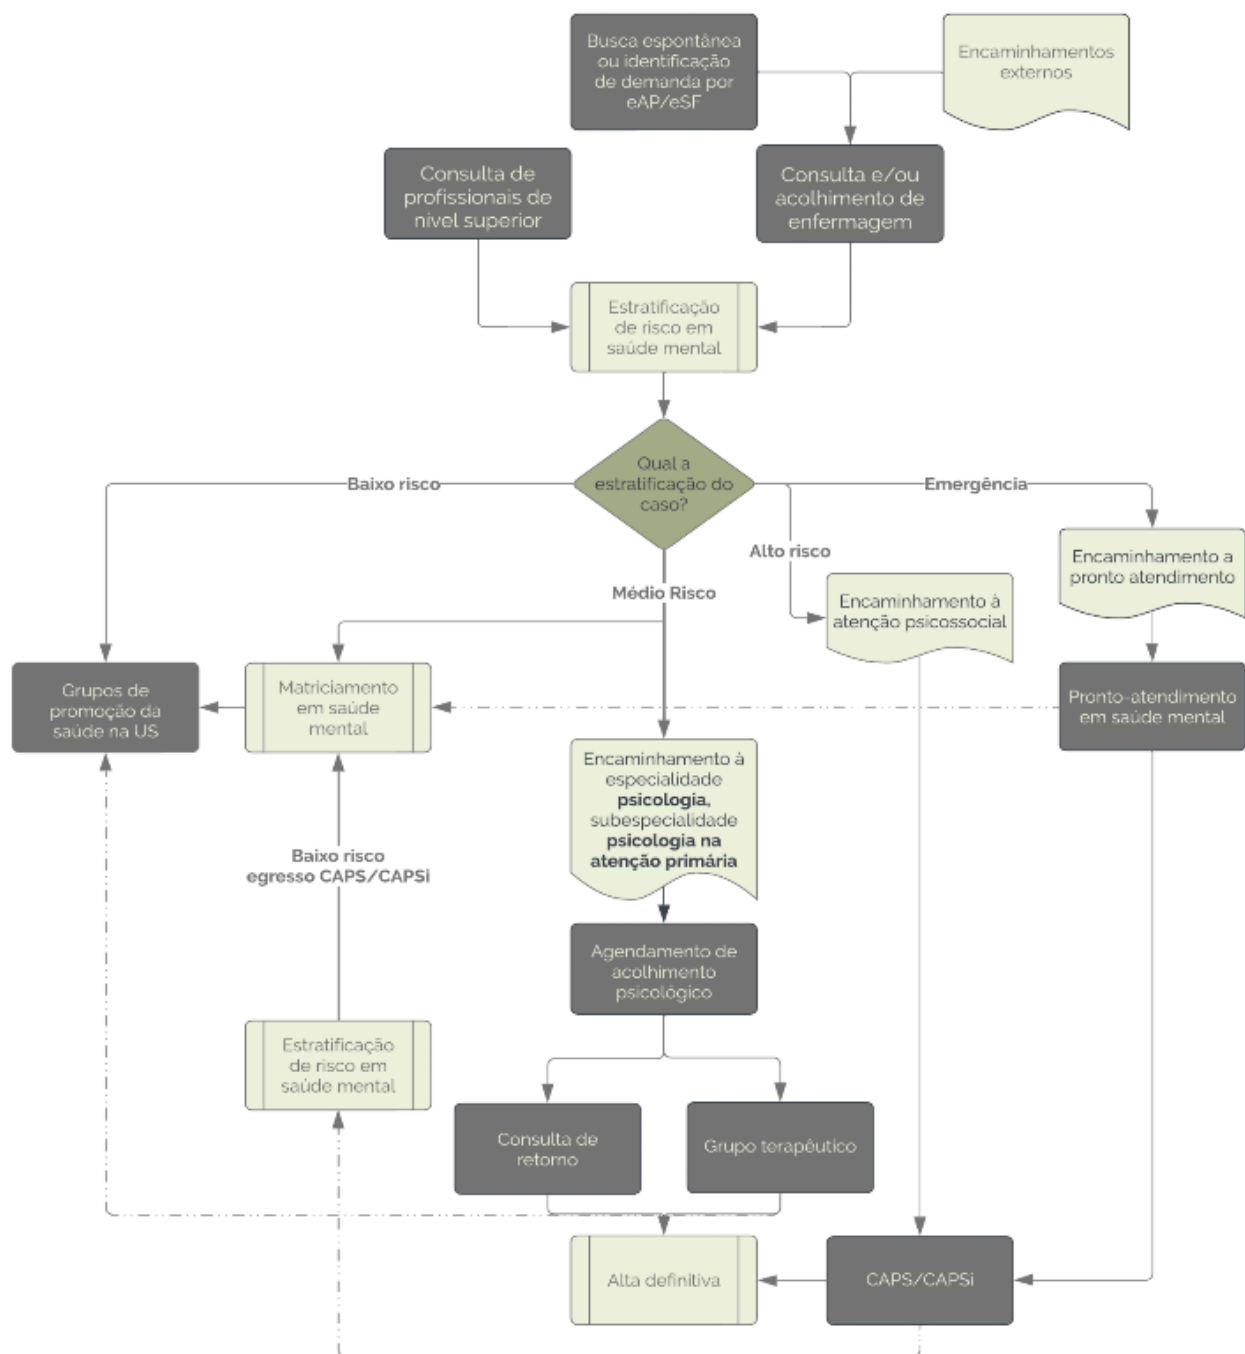 Busca espontânea
ou identificação
de demanda por
eAP/eSF
Encaminhamentos
externos
Consulta de
profissionais de
nível superior
Consulta e/ou
acolhimento de
enfermagem
Estratificação
de risco em
saúde mental
Qual a
estratificação do
caso?
Baixo risco
Emergência
Alto risco
Médio Risco
Encaminhamento a
pronto atendimento
Encaminhamento à
atenção psicossocial
Grupos de
promoção da
saúde na US
Matriciamento
em saúde
mental
Pronto-atendimento
em saúde mental
Encaminhamento à
especialidade
psicologia,
subespecialidade
psicologia na
atenção primária
Baixo risco
egresso CAPS/CAPSi
Agendamento de
acolhimento
psicológico
Estratificação
de risco em
saúde mental
Consulta de
retorno
Grupo terapêutico
Alta definitiva
CAPS/CAPSi